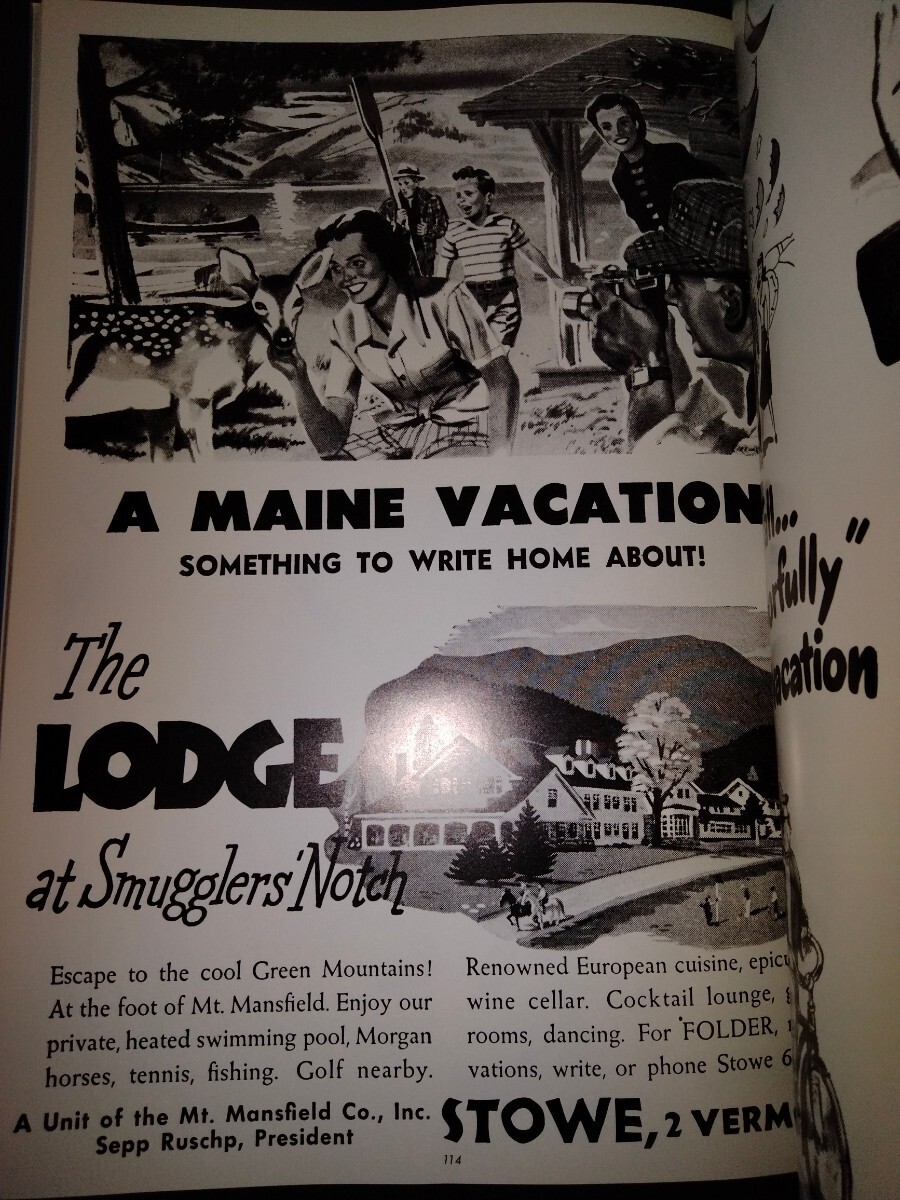 A MAINE VACATION
SOMETHING TO WRITE HOME ABOUT!
The
LODGE
at Smugglers' Notch
Escape to the cool Green Mountains!
At the foot of Mt. Mansfield. Enjoy our
private, heated swimming pool, Morgan
horses, tennis, fishing. Golf nearby.
Renowned European cuisine,
wine cellar. Cocktail lounge,
rooms, dancing. For FOLDER,
vations, write, or phone Stowe 6
A Unit of the Mt. Mansfield Co., Inc.
Sepp Ruschp, President
STOWE, 2 VERM
114
rfully"
acation